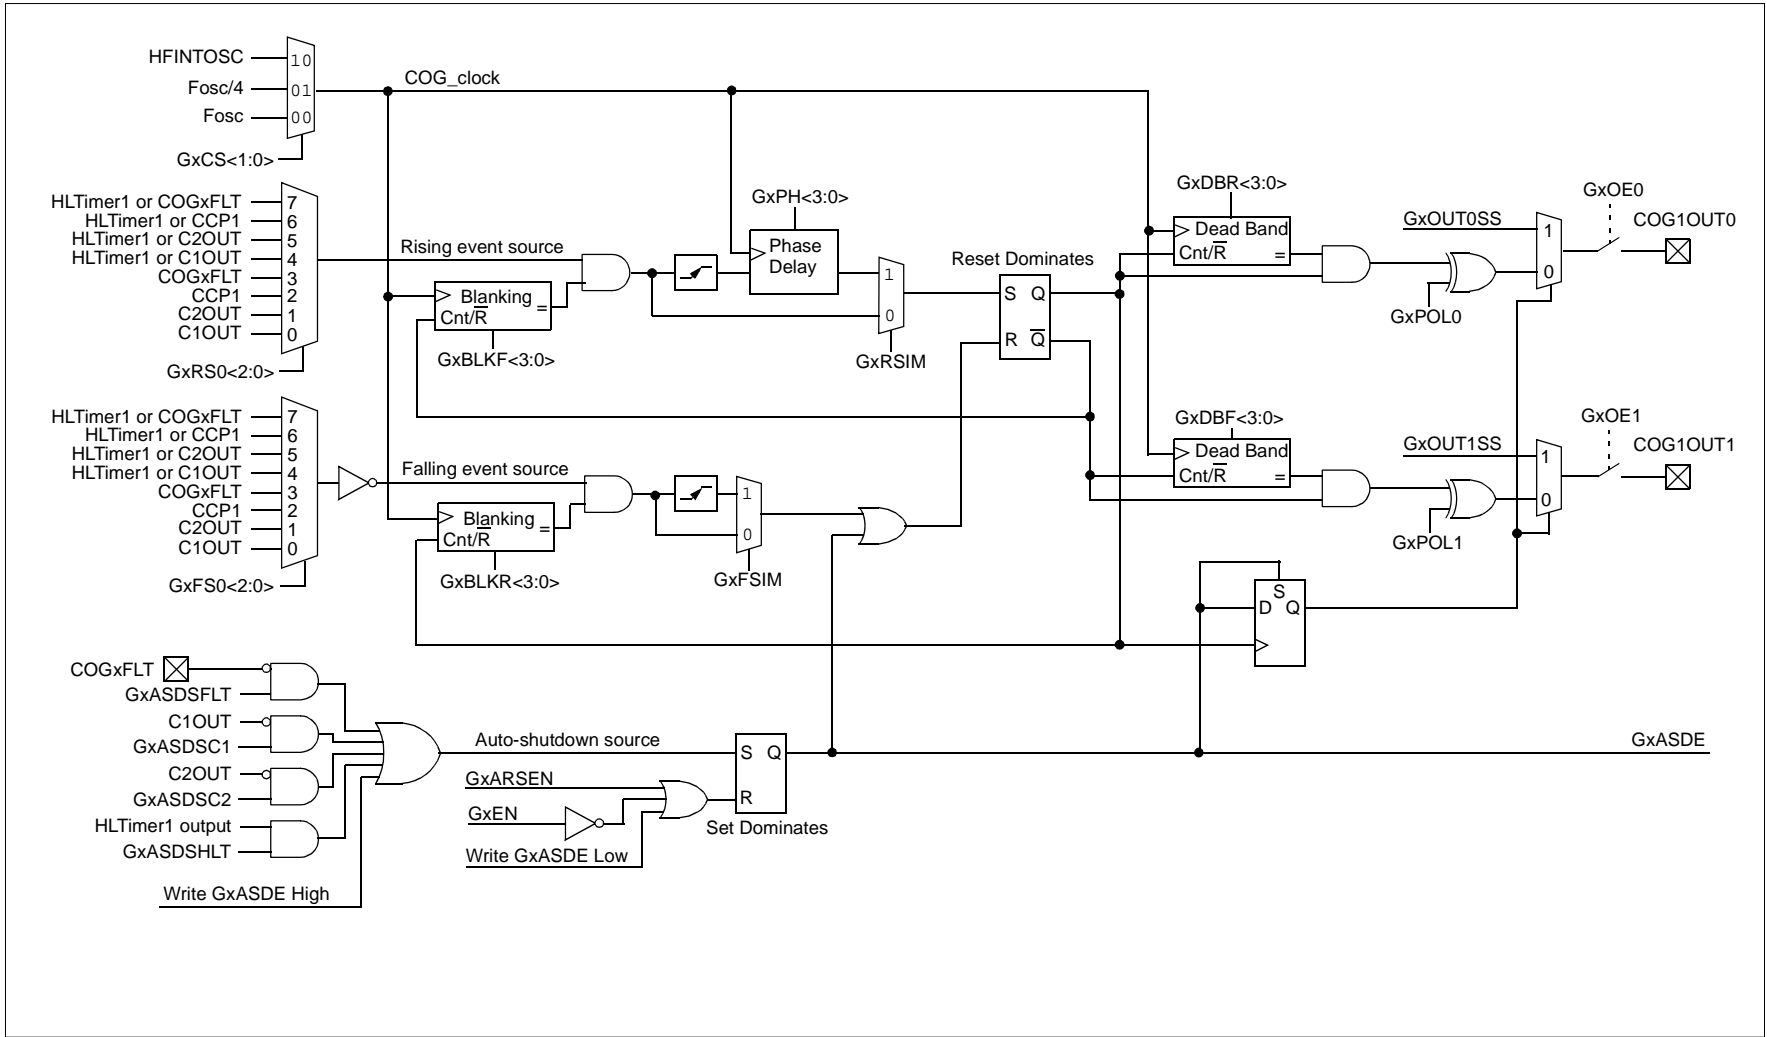 HFINTOSC
10
Fosc/4
01
Fosc
00
GxCS<1:0>
COG_clock
HLTimer1 or COGxFLT
7
HLTimer1 or CCP1
6
HLTimer1 or C2OUT
5
HLTimer1 or C1OUT
4
COGxFLT
3
CCP1
2
C2OUT
1
C1OUT
0
GxRS0<2:0>
Rising event source
Blanking
Cnt/R
=
GxBLKF<3:0>
GxPH<3:0>
Phase
Delay
1
0
GxRSIM
Reset Dominates
S Q
R Q
GxDBR<3:0>
Dead Band
Cnt/R
=
GxPOL0
GxOUT0SS
1
0
GxOE0
COG1OUT0
HLTimer1 or COGxFLT
7
HLTimer1 or CCP1
6
HLTimer1 or C2OUT
5
HLTimer1 or C1OUT
4
COGxFLT
3
CCP1
2
C2OUT
1
C1OUT
0
GxFS0<2:0>
Falling event source
Blanking
Cnt/R
=
GxBLKR<3:0>
1
0
GxFSIM
GxDBF<3:0>
Dead Band
Cnt/R
=
GxPOL1
GxOUT1SS
1
0
GxOE1
COG1OUT1
S
D Q
COGxFLT
GxASDSFLT
C1OUT
GxASDSC1
C2OUT
GxASDSC2
HLTimer1 output
GxASDSHLT
Write GxASDE High
Auto-shutdown source
GxARSEN
GxEN
Write GxASDE Low
S Q
R
Set Dominates
GxASDE